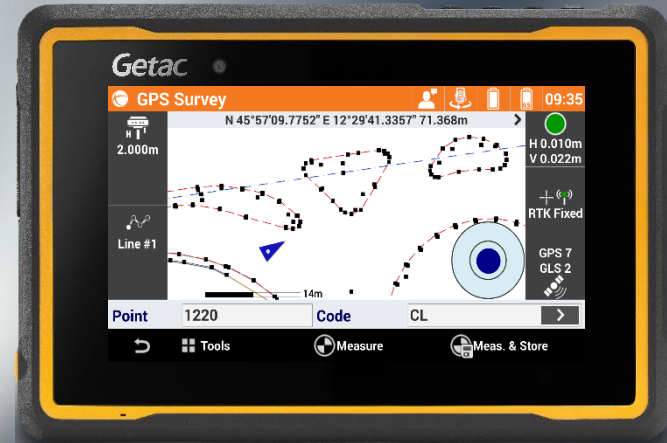 Getac
GPS Survey
09:35
N 45°57'09.7752" E 12°29'41.3357" 71.368m
H
2.000m
H 0.010m
V 0.022m
RTK Fixed
Line #1
GPS 7
GLS 2
14m
Point 1220 Code CL
Tools Measure Meas. & Store